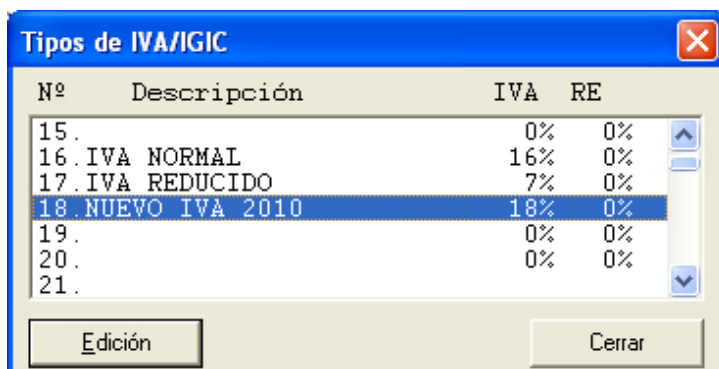 Tipos de IVA/IGIC
Nº Descripción IVA RE
15. 0% 0%
16.IVA NORMAL 16% 0%
17.IVA REDUCIDO 7% 0%
18.NUEVO IVA 2010 18% 0%
19. 0% 0%
20. 0% 0%
21.
Edición Cerrar